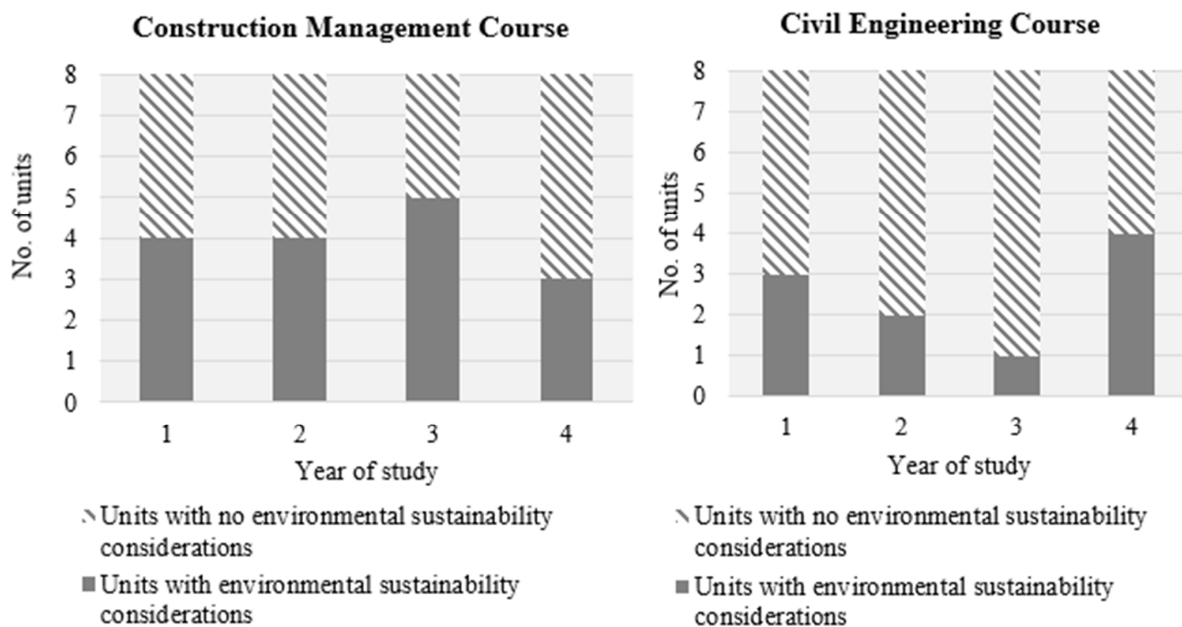 Construction Management Course
8
7
6
5
4
3
2
1
0
No. of units
1 2 3 4
Year of study
Units with no environmental sustainability
considerations
Units with environmental sustainability
considerations
Civil Engineering Course
8
7
6
5
4
3
2
1
0
No. of units
1 2 3 4
Year of study
Units with no environmental sustainability
considerations
Units with environmental sustainability
considerations